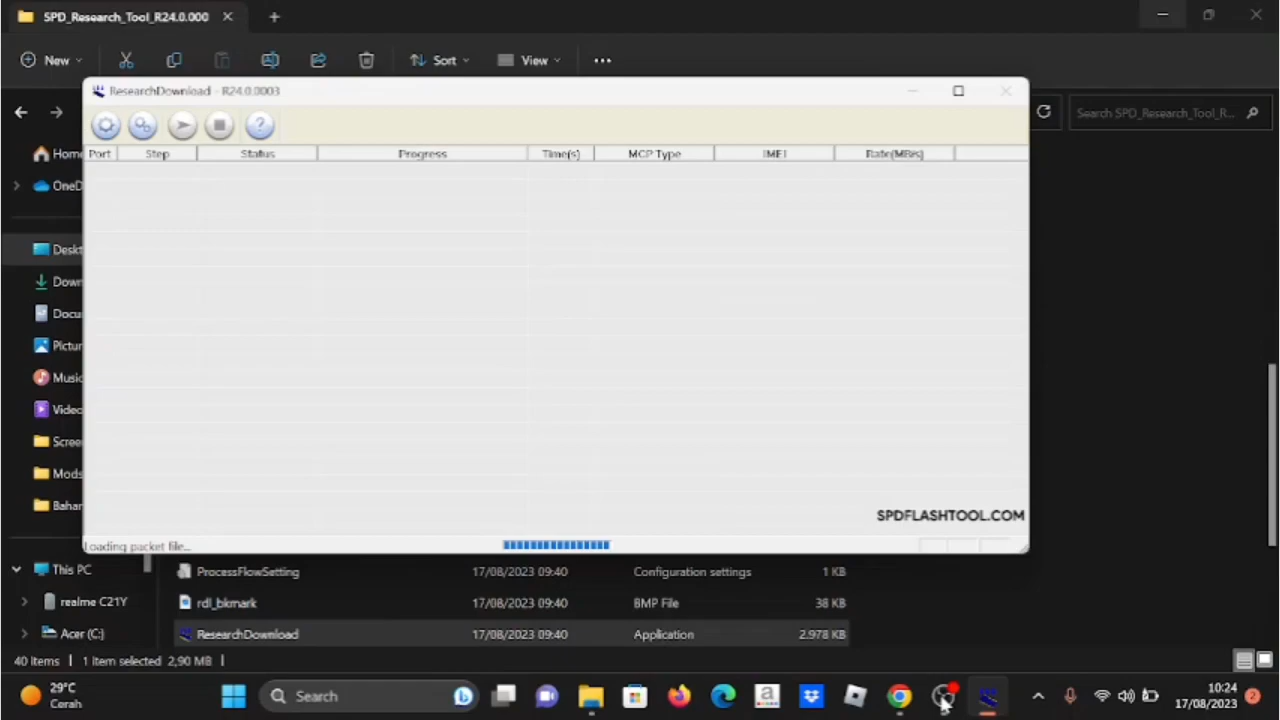 SPD_Research_Tool_R24.0.000
New Sort View
ResearchDownload - R24.0.0003
Search SPD_Research_Tool_R...
Home
Port Step Status Progress Time(s) MCP Type IMEI Rate(MB/s)
OneD
Deskt
Down
Docu
Pictur
Music
Video
Scree
Mods
Bahar
SPDFLASHTOOL.COM
Loading packet file...
This PC
ProcessFlowSetting 17/08/2023 09:40 Configuration settings 1 KB
realme C21Y
rdl_bkmark 17/08/2023 09:40 BMP File 38 KB
Acer (C:)
ResearchDownload 17/08/2023 09:40 Application 2.978 KB
40 items 1 item selected 2,90 MB
29°C
Cerah
Search
10:24
17/08/2023
2